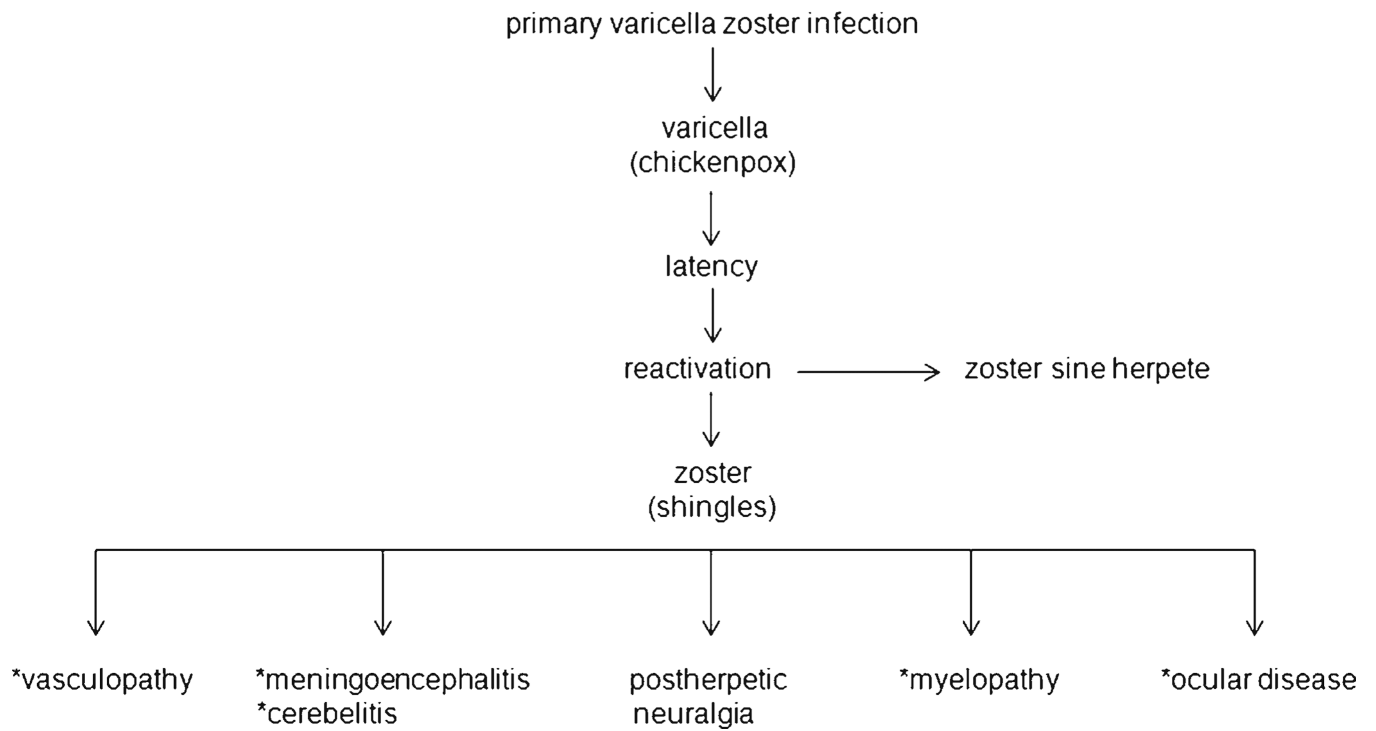 primary varicella zoster infection
varicella
(chickenpox)
latency
reactivation
zoster sine herpete
zoster
(shingles)
*vasculopathy
*meningoencephalitis
*cerebelitis
postherpetic
neuralgia
*myelopathy
*ocular disease